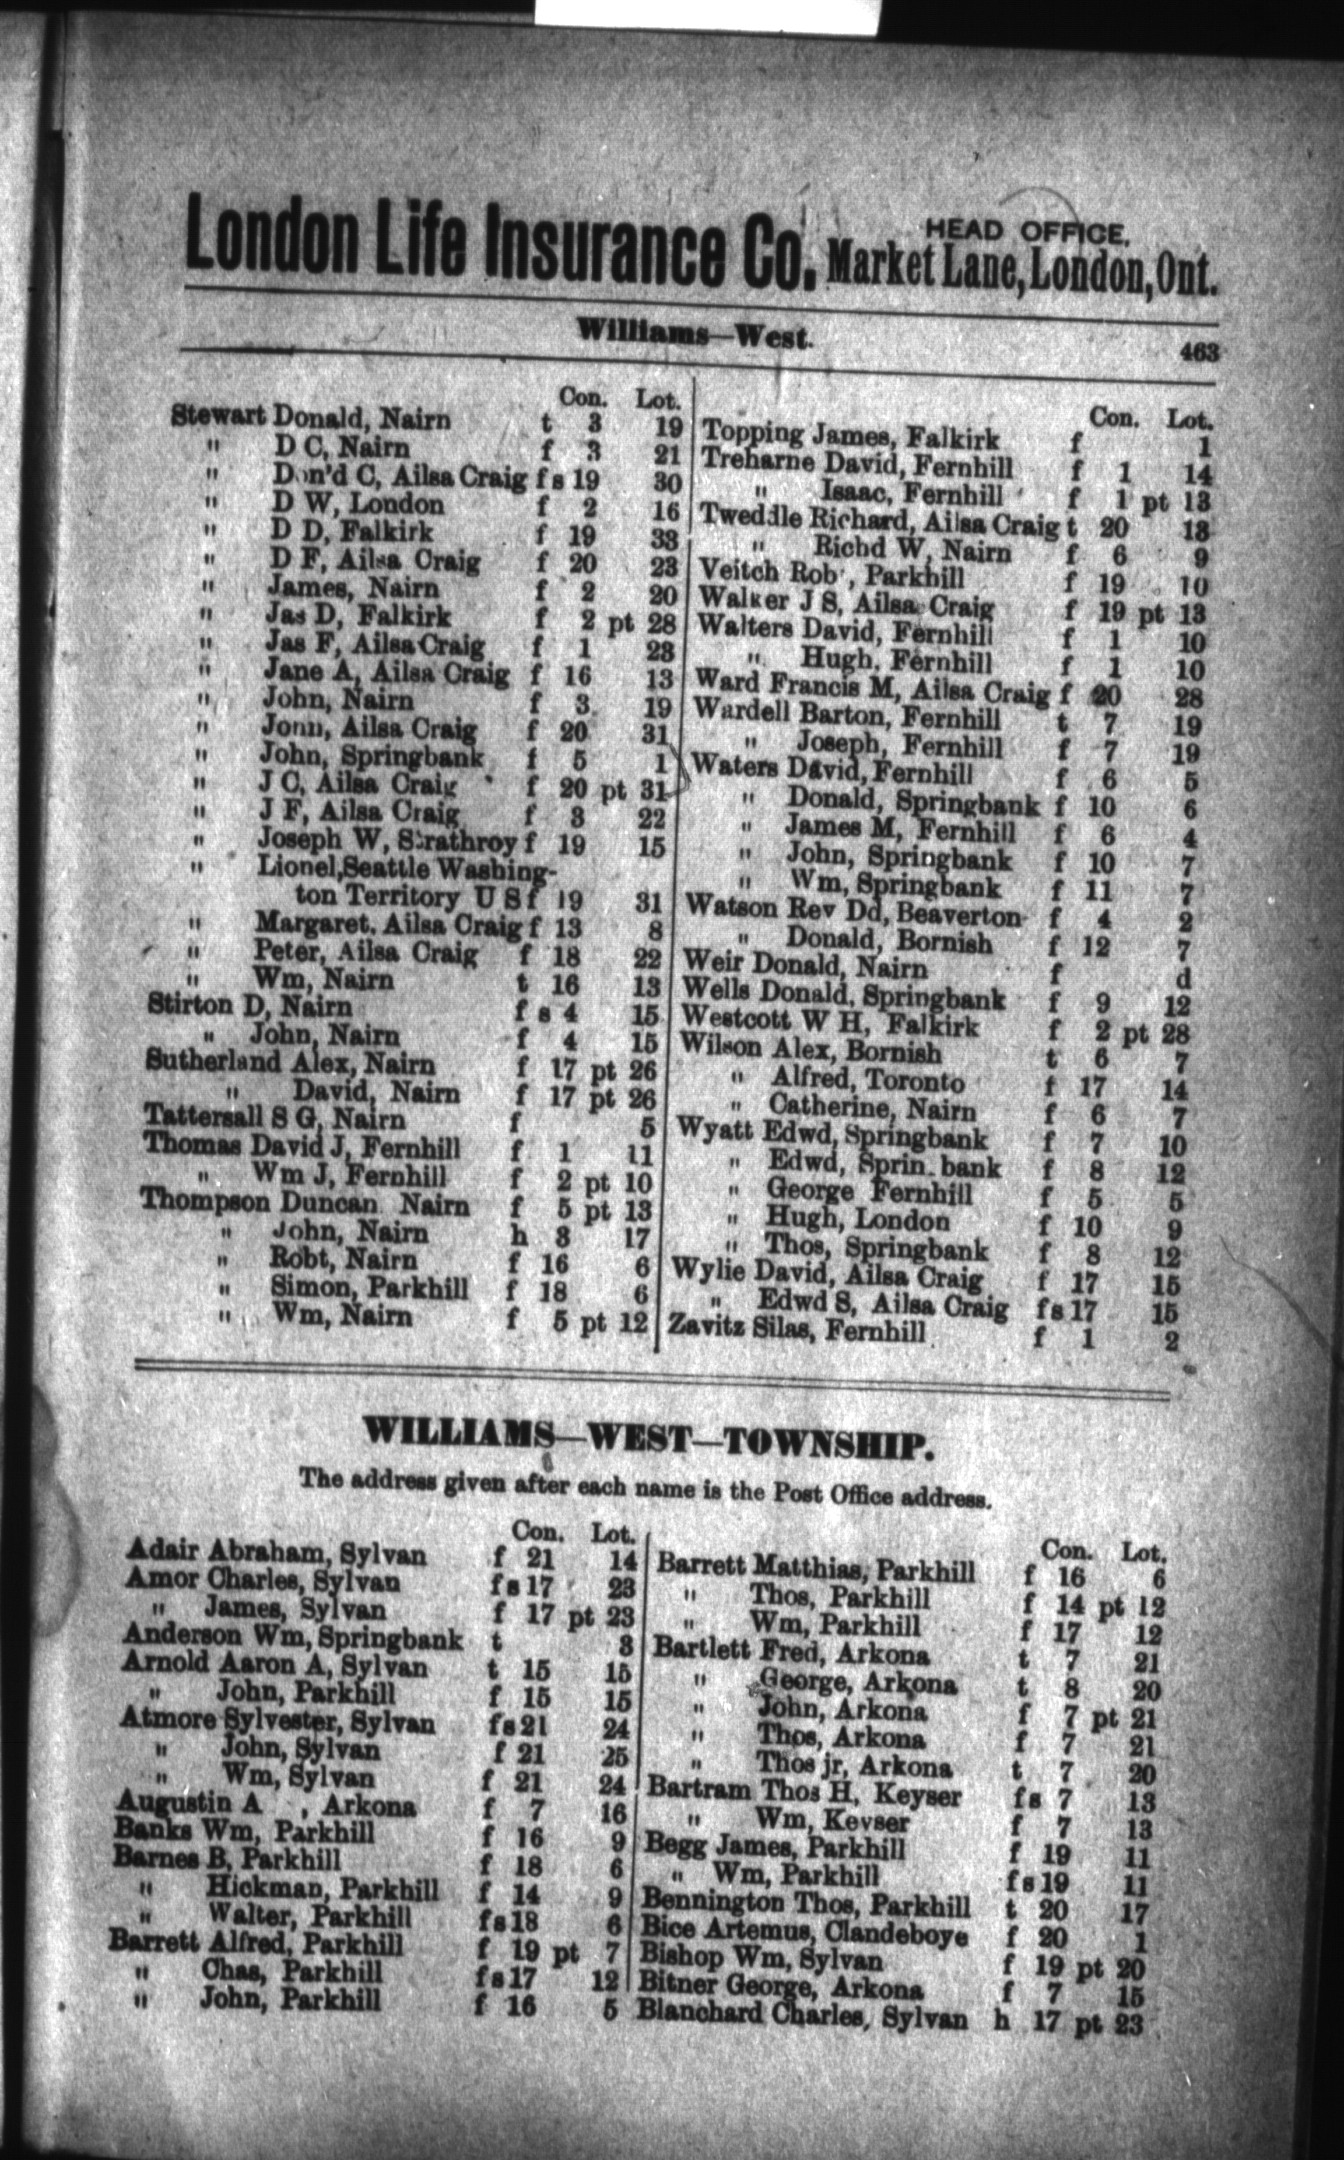 London Life Insurance Co. HEAD OFFICE, Market Lane, London, Ont.
Williams—West. 463
Con. Lot.
Stewart Donald, Nairn t 3 19
" D C, Nairn f 3 21
" Don'd C, Ailsa Craig f s 19 30
" D W, London f 2 16
" D D, Falkirk f 19 33
" D F, Ailsa Craig f 20 23
" James, Nairn f 2 20
" Jas D, Falkirk f 2 pt 28
" Jas F, Ailsa Craig f 1 23
" Jane A, Ailsa Craig f 16 13
" John, Nairn f 3 19
" John, Ailsa Craig f 20 31
" John, Springbank f 5 1
" J C, Ailsa Craig f 20 pt 31
" J F, Ailsa Craig f 3 22
" Joseph W, Strathroy f 19 15
" Lionel, Seattle Washing-
ton Territory U S f 19 31
" Margaret, Ailsa Craig f 13 8
" Peter, Ailsa Craig f 18 22
" Wm, Nairn t 16 13
Stirton D, Nairn f s 4 15
" John, Nairn f 4 15
Sutherland Alex, Nairn f 17 pt 26
" David, Nairn f 17 pt 26
Tattersall S G, Nairn f 5
Thomas David J, Fernhill f 1 11
" Wm J, Fernhill f 2 pt 10
Thompson Duncan Nairn f 5 pt 13
" John, Nairn h 3 17
" Robt, Nairn f 16 6
" Simon, Parkhill f 18 6
" Wm, Nairn f 5 pt 12
Con. Lot.
Topping James, Falkirk f 1
Treharne David, Fernhill f 1 14
" Isaac, Fernhill f 1 pt 13
Tweddle Richard, Ailsa Craig t 20 13
" Richd W, Nairn f 6 9
Veitch Rob, Parkhill f 19 10
Walker J S, Ailsa Craig f 19 pt 13
Walters David, Fernhill f 1 10
" Hugh, Fernhill f 1 10
Ward Francis M, Ailsa Craig f 20 28
Wardell Barton, Fernhill t 7 19
" Joseph, Fernhill f 7 19
Waters David, Fernhill f 6 5
" Donald, Springbank f 10 6
" James M, Fernhill f 6 4
" John, Springbank f 10 7
" Wm, Springbank f 11 7
Watson Rev Dd, Beaverton f 4 2
" Donald, Bornish f 12 7
Weir Donald, Nairn f d
Wells Donald, Springbank f 9 12
Westcott W H, Falkirk f 2 pt 28
Wilson Alex, Bornish t 6 7
" Alfred, Toronto f 17 14
" Catherine, Nairn f 6 7
Wyatt Edwd, Springbank f 7 10
" Edwd, Sprin bank f 8 12
" George Fernhill f 5 5
" Hugh, London f 10 9
" Thos, Springbank f 8 12
Wylie David, Ailsa Craig f 17 15
" Edwd S, Ailsa Craig fs 17 15
Zavitz Silas, Fernhill f 1 2
WILLIAMS—WEST—TOWNSHIP.
The address given after each name is the Post Office address.
Con. Lot.
Adair Abraham, Sylvan f 21 14
Amor Charles, Sylvan fs 17 23
" James, Sylvan f 17 pt 23
Anderson Wm, Springbank t 3
Arnold Aaron A, Sylvan t 15 15
" John, Parkhill f 15 15
Atmore Sylvester, Sylvan fs 21 24
" John, Sylvan f 21 25
" Wm, Sylvan f 21 24
Augustin A , Arkona f 7 16
Banks Wm, Parkhill f 16 9
Barnes B, Parkhill f 18 6
" Hickman, Parkhill f 14 9
" Walter, Parkhill fs 18 6
Barrett Alfred, Parkhill f 19 pt 7
" Chas, Parkhill fs 17 12
" John, Parkhill f 16 5
Con. Lot.
Barrett Matthias, Parkhill f 16 6
" Thos, Parkhill f 14 pt 12
" Wm, Parkhill f 17 12
Bartlett Fred, Arkona t 7 21
" George, Arkona t 8 20
" John, Arkona f 7 pt 21
" Thos, Arkona f 7 21
" Thos jr, Arkona t 7 20
Bartram Thos H, Keyser fs 7 13
" Wm, Keyser f 7 13
Begg James, Parkhill f 19 11
" Wm, Parkhill fs 19 11
Bennington Thos, Parkhill t 20 17
Bice Artemus, Clandeboye f 20 1
Bishop Wm, Sylvan f 19 pt 20
Bitner George, Arkona f 7 15
Blanchard Charles, Sylvan h 17 pt 23